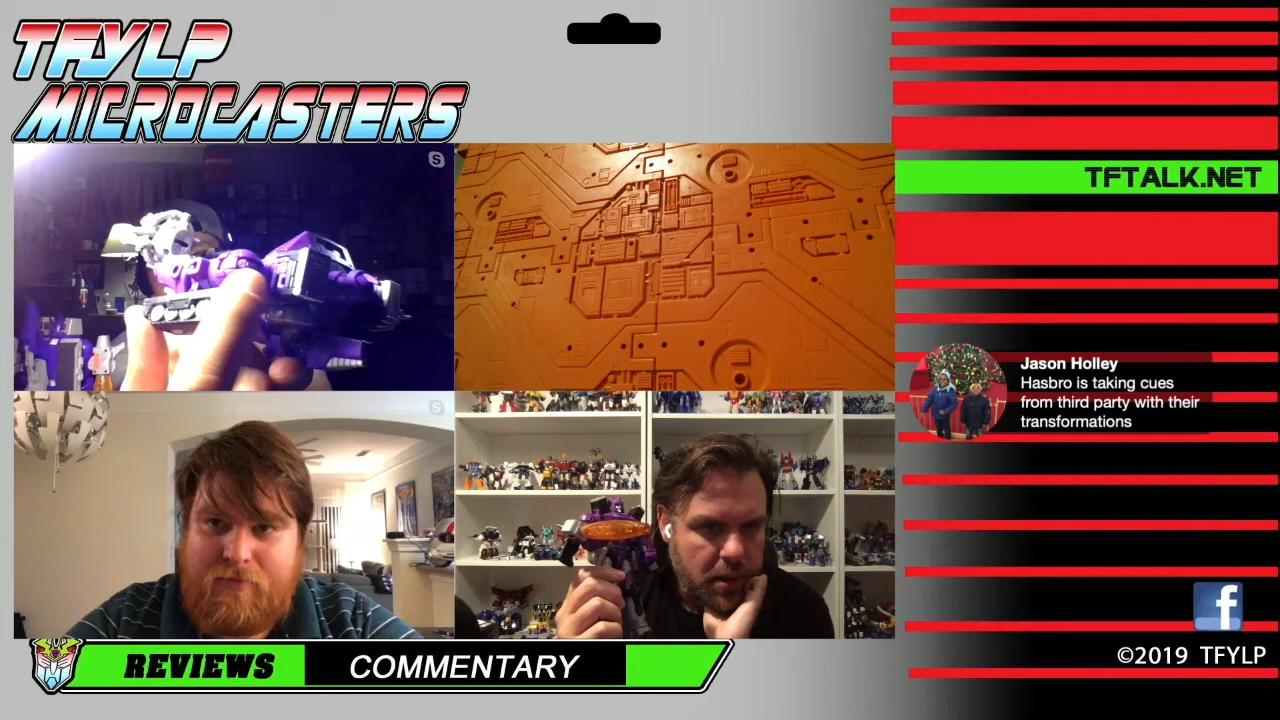 TFYLP
MICROCASTERS
TFTALK.NET
Jason Holley
Hasbro is taking cues
from third party with their
transformations
REVIEWS
COMMENTARY
©2019 TFYLP